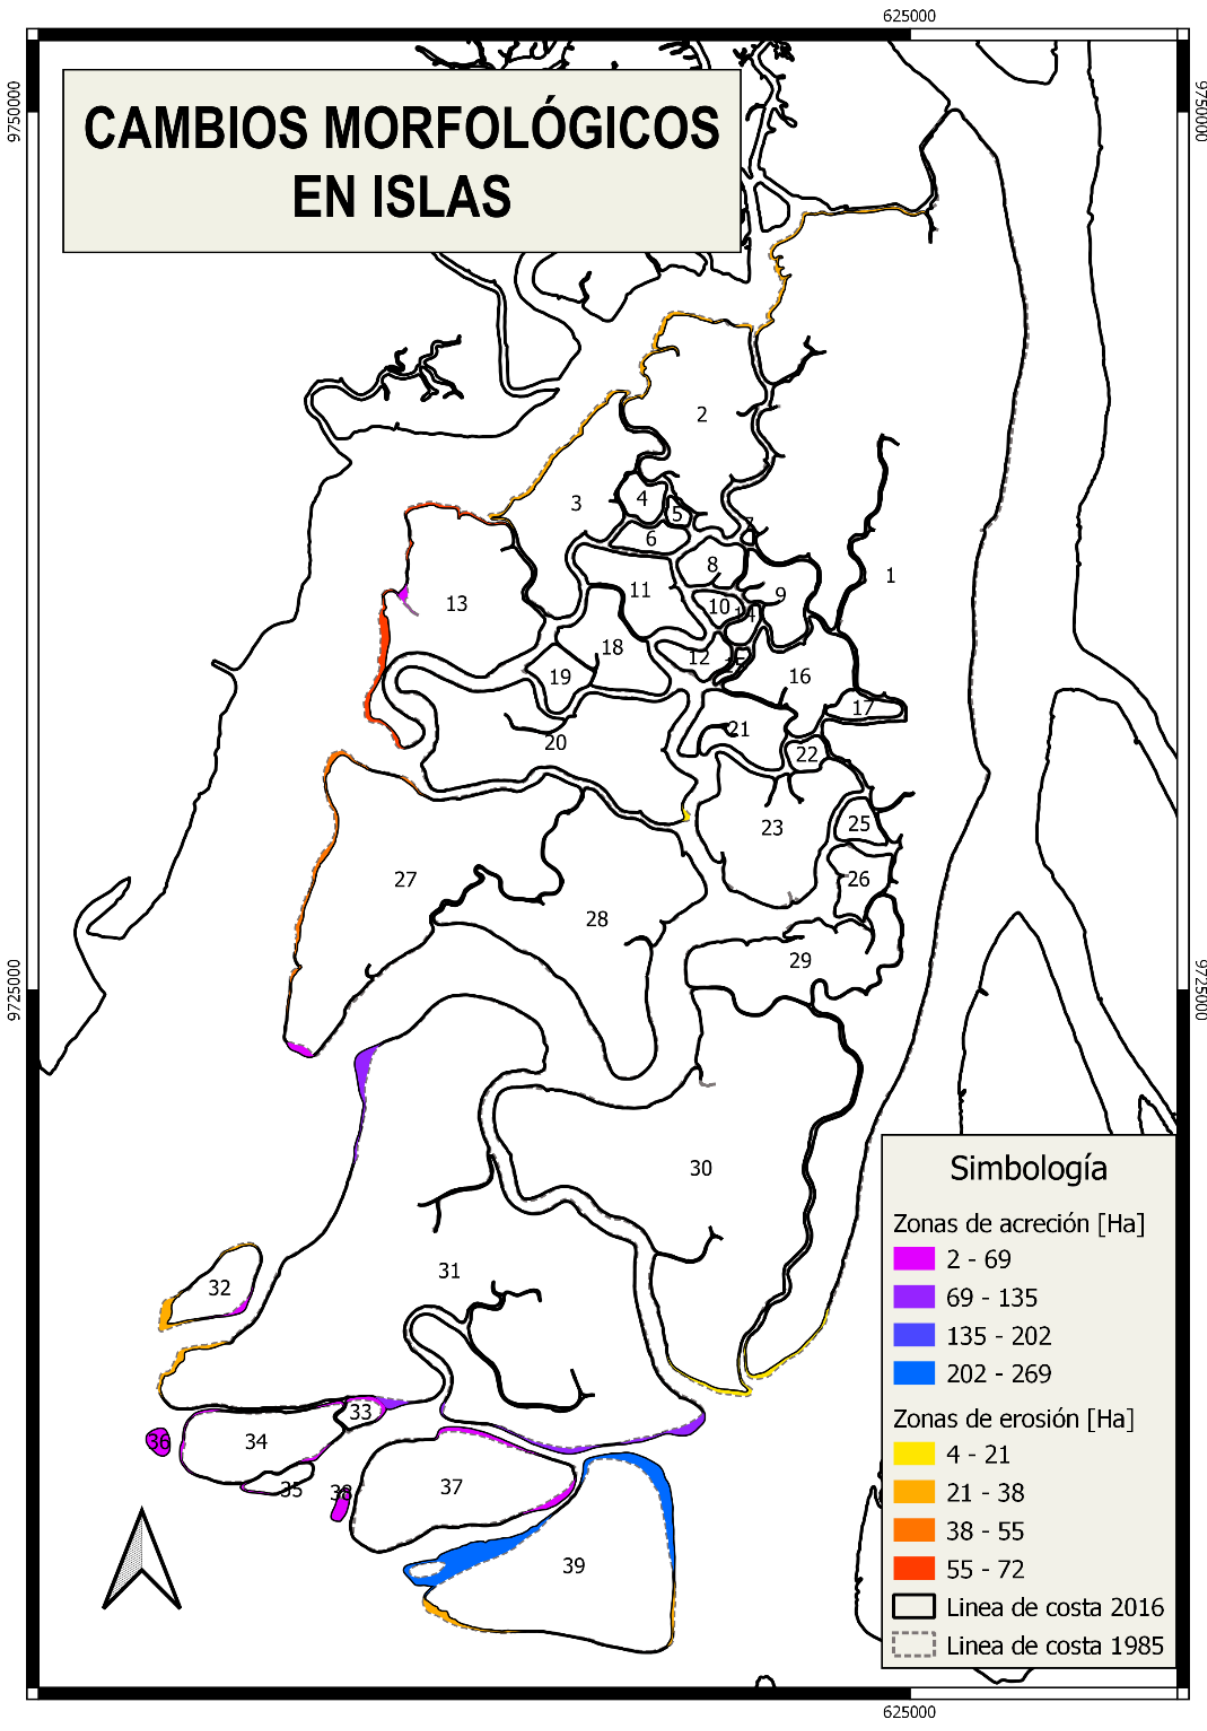 625000
9750000
9750000
CAMBIOS MORFOLÓGICOS
EN ISLAS
2
3
4
5
6
7
8
1
9
10
11
13
14
18
12
15
16
19
17
21
20
22
23
25
26
27
28
29
9725000
9725000
30
31
32
33
34
36
35
38
37
39
Simbología
Zonas de acreción [Ha]
2 - 69
69 - 135
135 - 202
202 - 269
Zonas de erosión [Ha]
4 - 21
21 - 38
38 - 55
55 - 72
Linea de costa 2016
Linea de costa 1985
625000